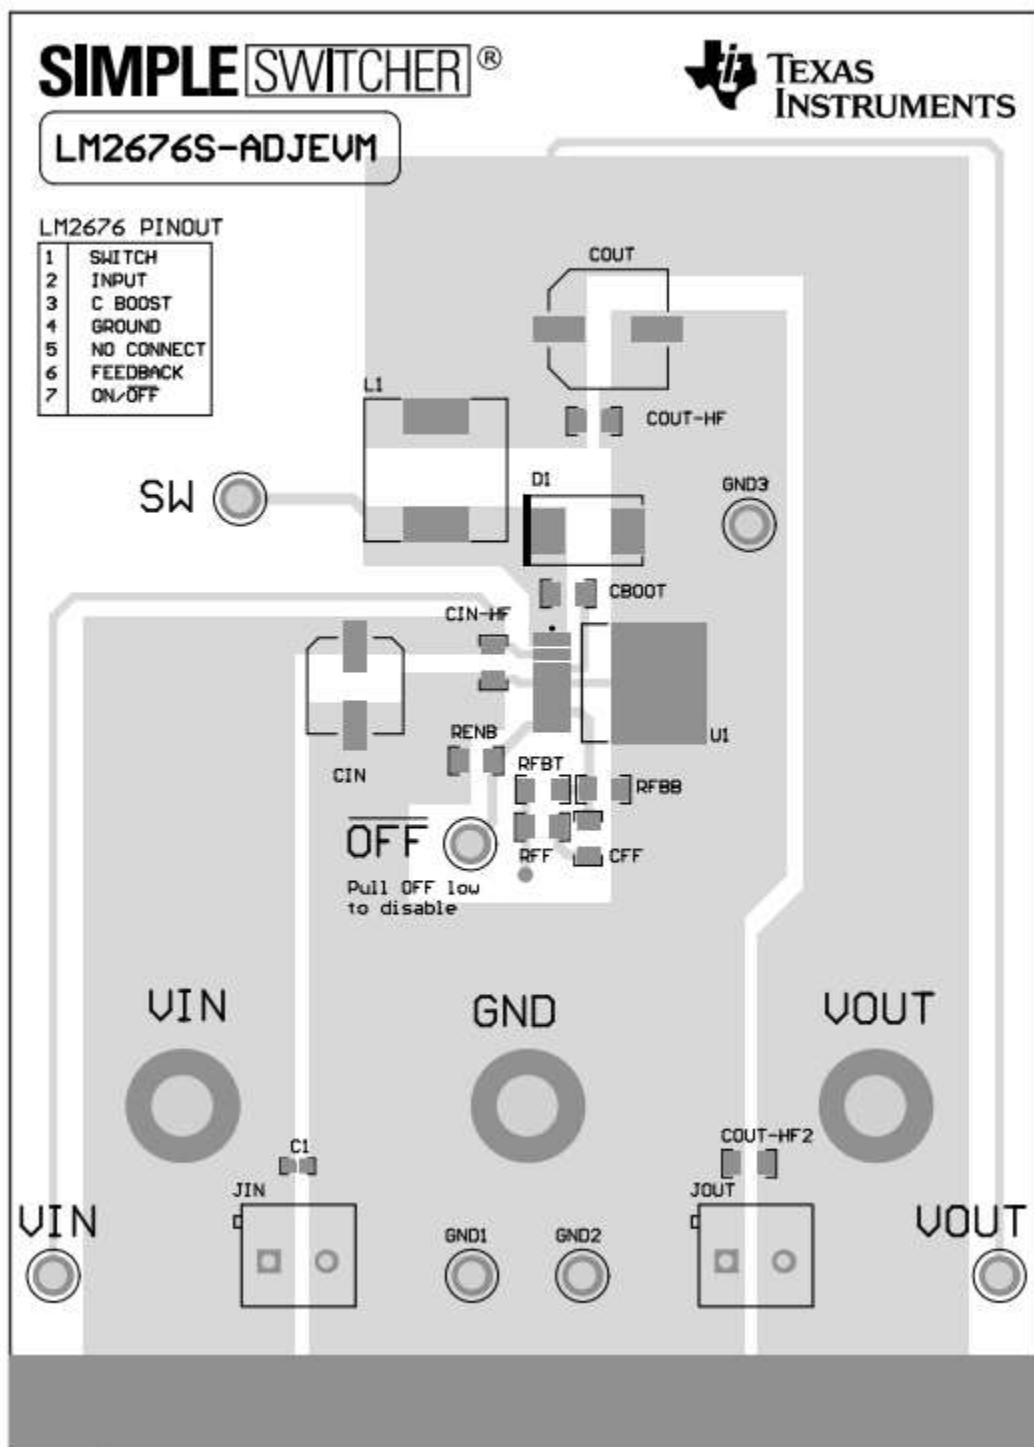 SIMPLE SWITCHER®
TEXAS
INSTRUMENTS
LM2676S-ADJEVM
LM2676 PINOUT
1 SWITCH
2 INPUT
3 C BOOST
4 GROUND
5 NO CONNECT
6 FEEDBACK
7 ON/OFF
COUT
L1
COUT-HF
SW
D1
GND3
CBOOT
CIN-HF
RENB
U1
CIN
RFBT
RFBB
OFF
RFF
CFF
Pull OFF low
to disable
VIN
GND
VOUT
C1
COUT-HF2
JIN
JOUT
VIN
GND1
GND2
VOUT